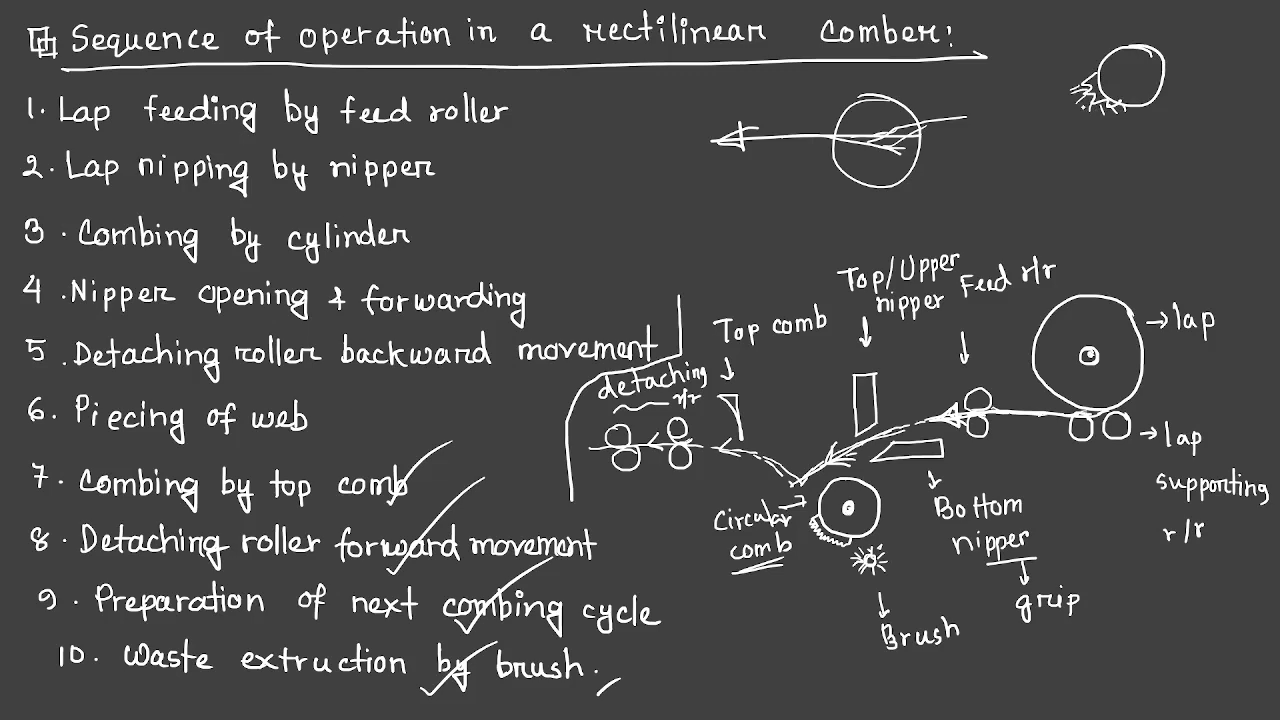 Sequence of operation in a rectilinear comber:
1. Lap feeding by feed roller
2. Lap nipping by nipper
3. Combing by cylinder
4. Nipper opening & forwarding
5. Detaching roller backward movement
6. Piecing of web
7. Combing by top comb
8. Detaching roller forward movement
9. Preparation of next combing cycle
10. Waste extruction by brush.
Top/Upper
nipper
Feed r/r
Top comb
lap
detaching
r/r
lap
supporting
r/r
Circular
comb
Bottom
nipper
grip
Brush